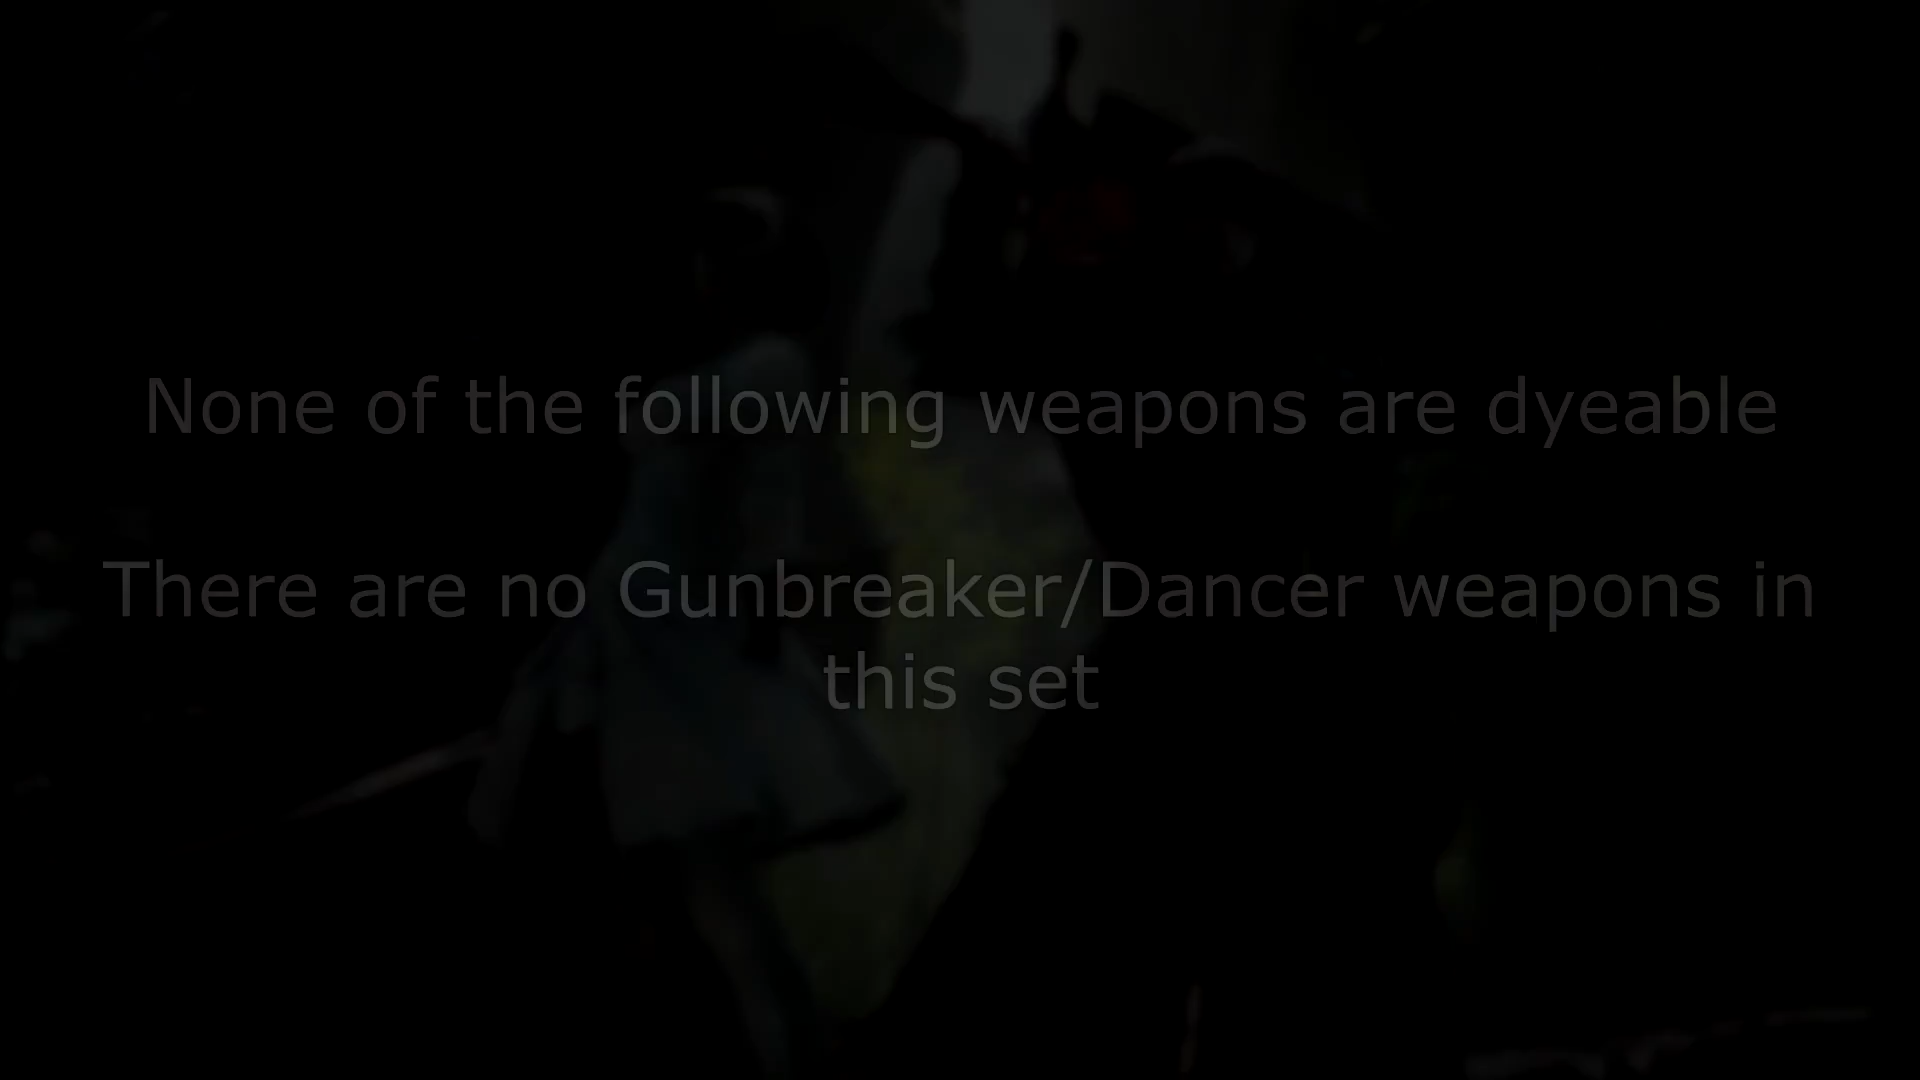 None of the following weapons are dyeable
There are no Gunbreaker/Dancer weapons in
this set